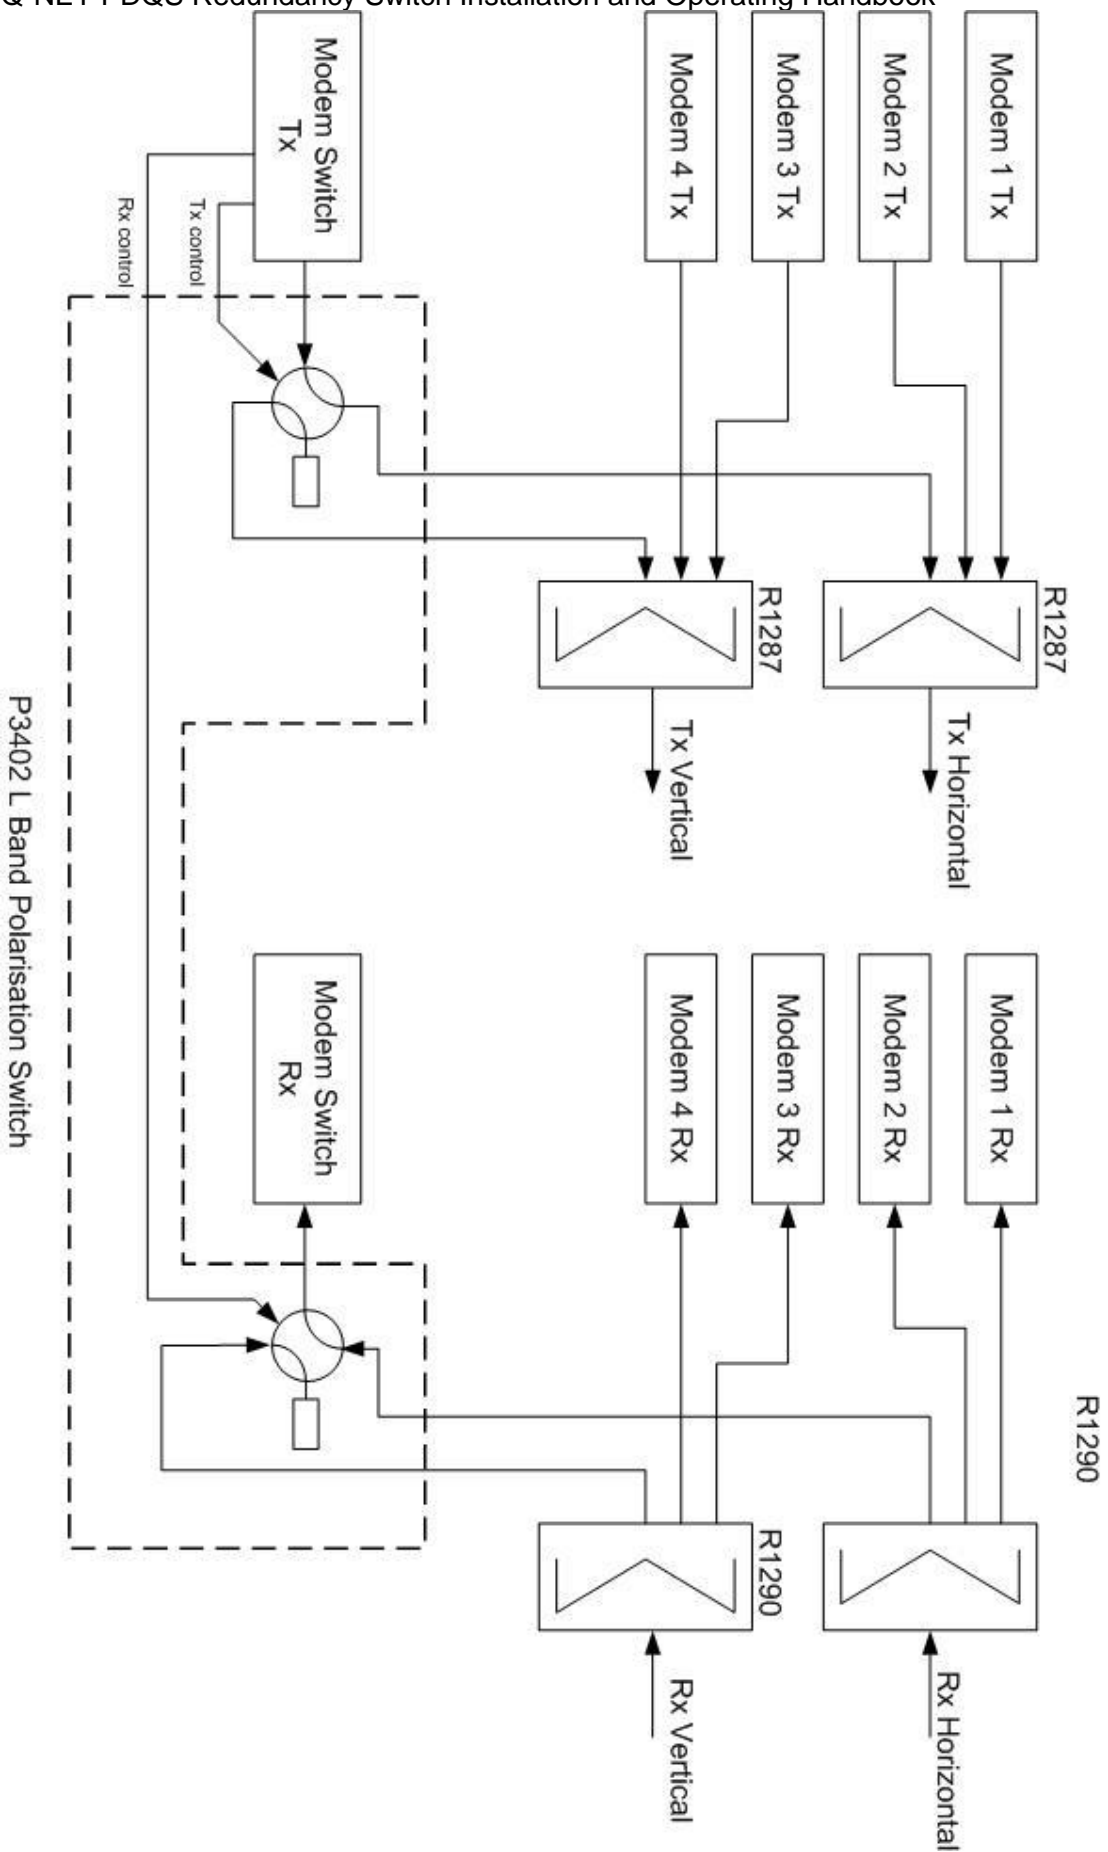 Modem 1 Tx
Modem 2 Tx
Modem 3 Tx
Modem 4 Tx
Modem Switch
Tx
Tx control
Rx control
R1287
R1287
Tx Horizontal
Tx Vertical
Modem 1 Rx
Modem 2 Rx
Modem 3 Rx
Modem 4 Rx
Modem Switch
Rx
R1290
R1290
Rx Horizontal
Rx Vertical
P3402 L Band Polarisation Switch